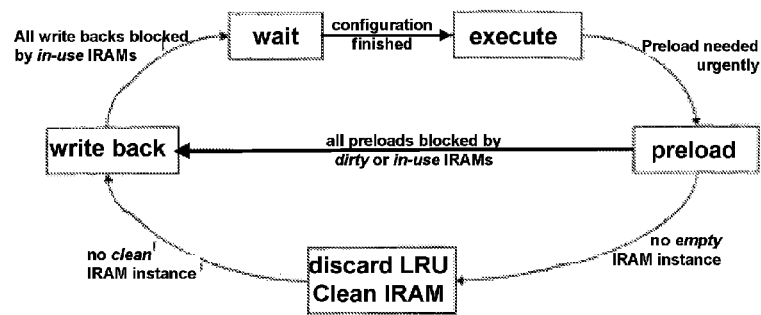 All write backs blocked
by in-use IRAMs
wait
configuration
finished
execute
Preload needed
urgently
write back
all preloads blocked by
dirty or in-use IRAMs
preload
no clean
IRAM instance
discard LRU
Clean IRAM
no empty
IRAM instance